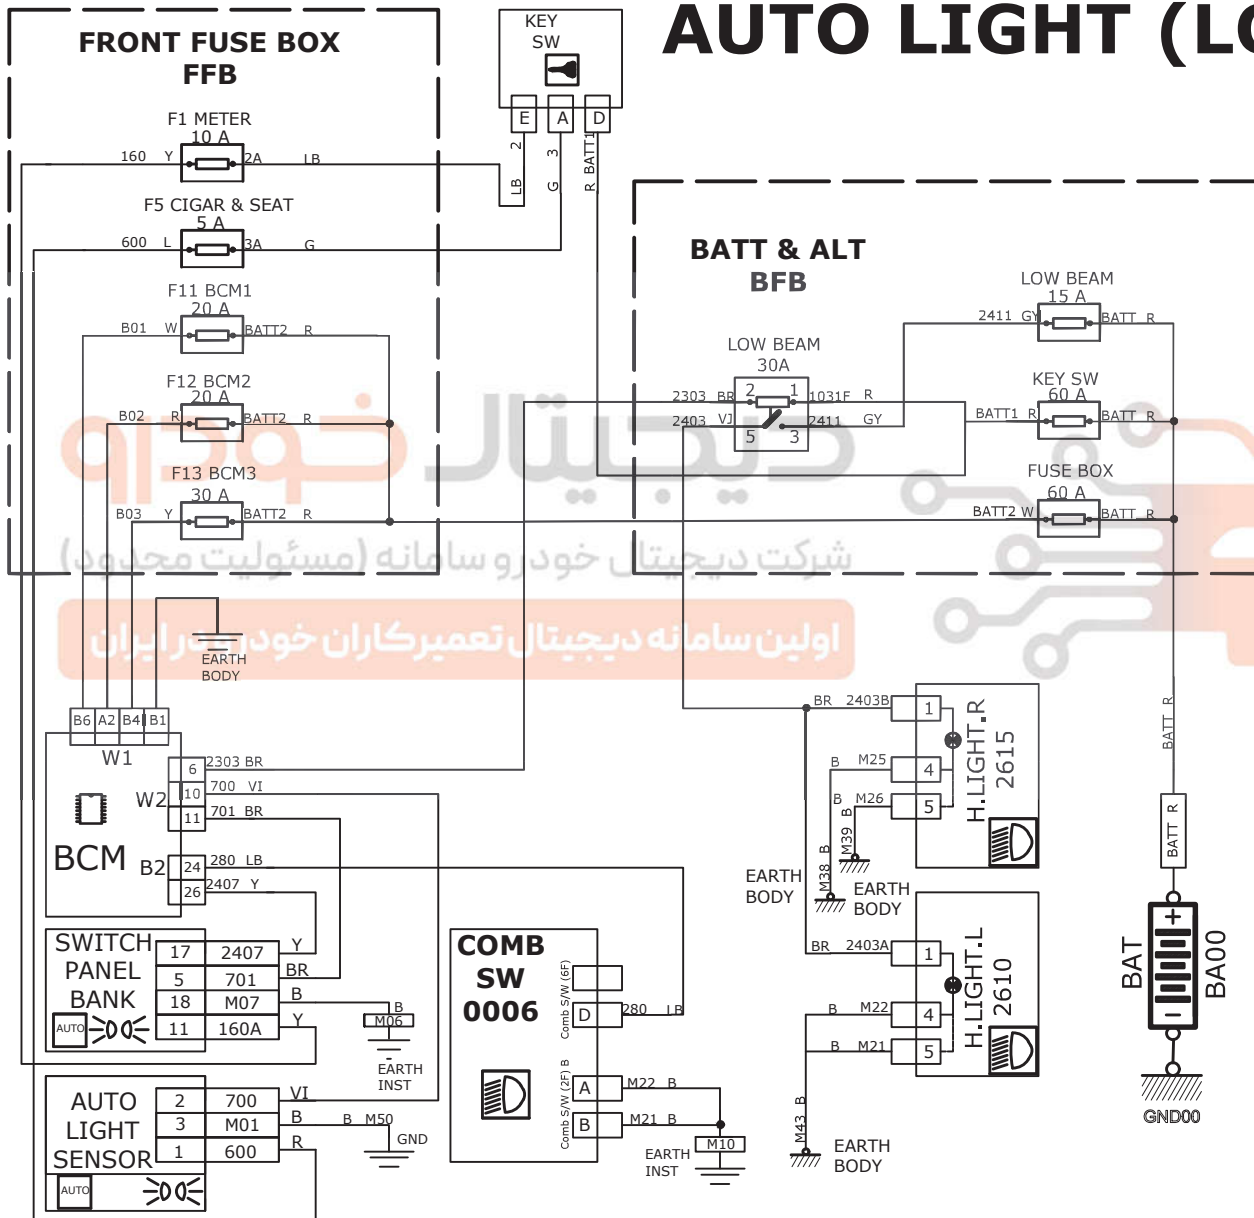 AUTO LIGHT (LO
FRONT FUSE BOX
FFB
KEY
SW
E
A
D
2
LB
3
G
R BATT1
F1 METER
10 A
160 Y
2A
LB
F5 CIGAR & SEAT
5 A
600 L
3A
G
F11 BCM1
20 A
B01 W
BATT2 R
F12 BCM2
20 A
B02 R
BATT2 R
F13 BCM3
30 A
B03 Y
BATT2 R
BATT & ALT
BFB
LOW BEAM
30A
2303 BR
2
1
1031F R
2403 VJ
5
3
2411 GY
LOW BEAM
15 A
2411 GY
BATT R
KEY SW
60 A
BATT1 R
BATT R
FUSE BOX
60 A
BATT2 W
BATT R
دیجیتال خودرو
شرکت دیجیتال خودرو سامانه (مسئولیت محدود)
اولین سامانه دیجیتال تعمیرکاران خودرو در ایران
EARTH
BODY
B6
A2
B4
B1
W1
BCM
W2
B2
6
2303 BR
10
700 VI
11
701 BR
24
280 LB
26
2407 Y
SWITCH
PANEL
BANK
AUTO
17
2407
Y
5
701
BR
18
M07
B
11
160A
Y
B
M06
EARTH
INST
AUTO
LIGHT
SENSOR
AUTO
2
700
VI
3
M01
B
1
600
R
B M50
GND
COMB
SW
0006
Comb S/W (6F)
D
280 LB
Comb S/W (2F) B
A
M22 B
B
M21 B
EARTH
INST
M10
BR 2403B
1
B M25
4
B M26
5
H.LIGHT.R
2615
M39 B
M38 B
EARTH
BODY
EARTH
BODY
BR 2403A
1
B M22
4
B M21
5
H.LIGHT.L
2610
M43 B
EARTH
BODY
BATT R
BATT R
BAT
+
−
BA00
GND00